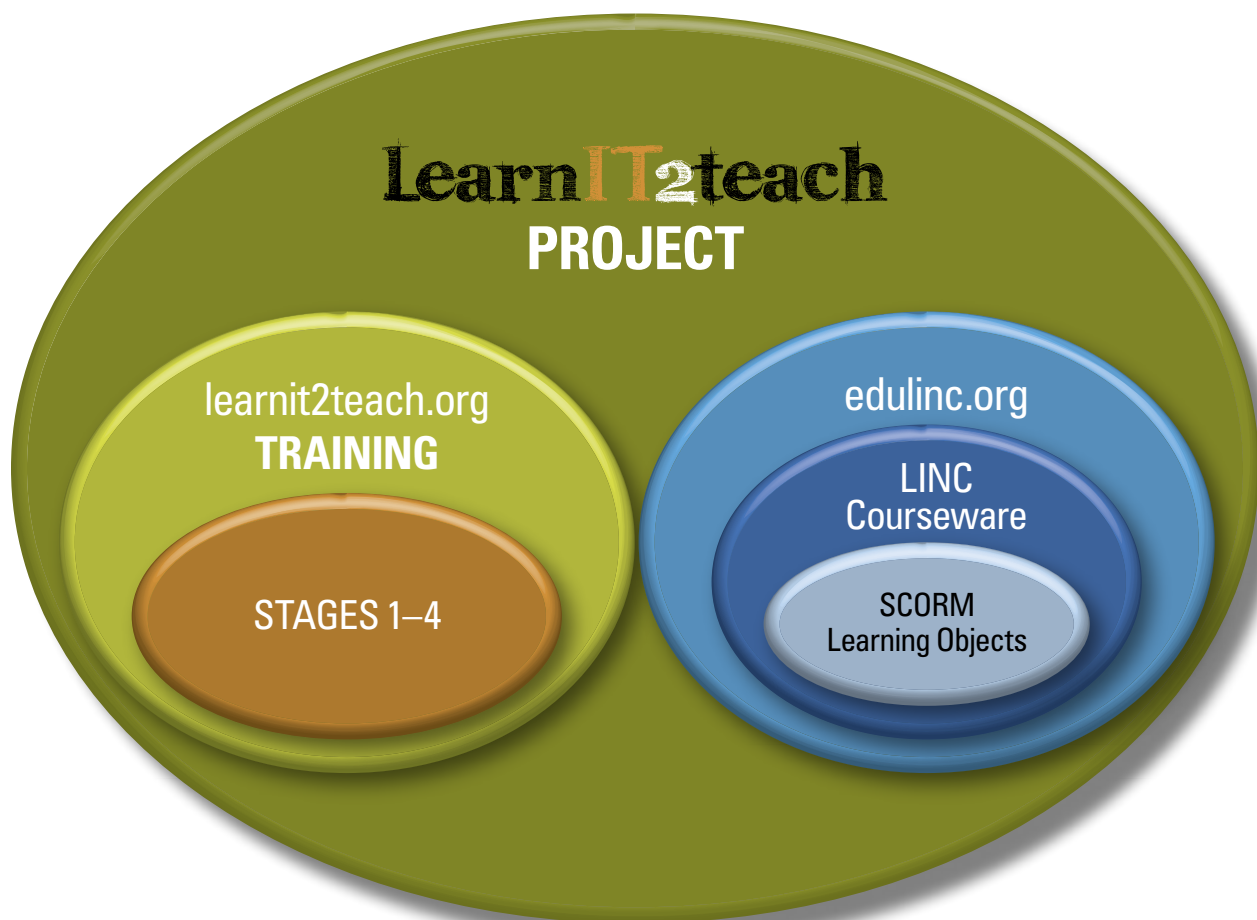 LearnIT2teach
PROJECT
learnit2teach.org
TRAINING
STAGES 1–4
edulinc.org
LINC
Courseware
SCORM
Learning Objects